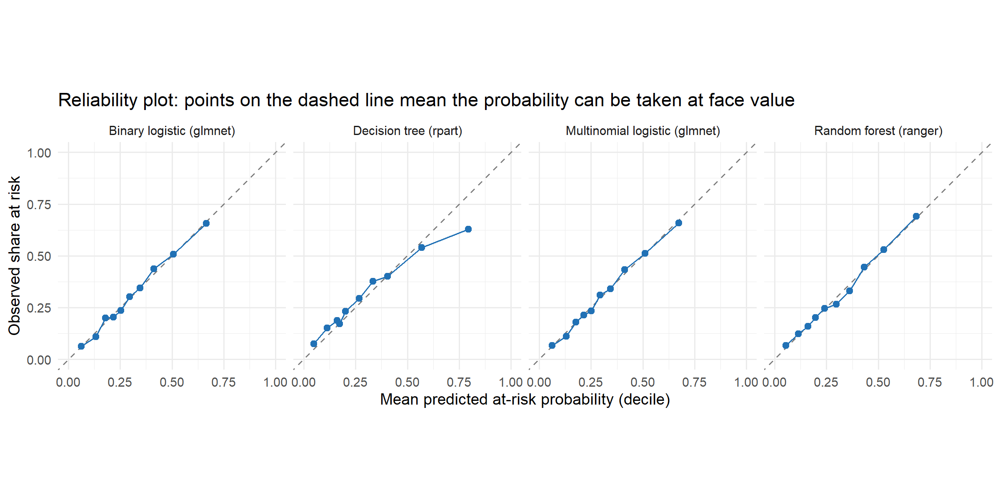 Reliability plot: points on the dashed line mean the probability can be taken at face value
Binary logistic (glmnet) Decision tree (rpart) Multinomial logistic (glmnet) Random forest (ranger)
Observed share at risk
1.00
0.75
0.50
0.25
0.00
0.00 0.25 0.50 0.75 1.00 0.00 0.25 0.50 0.75 1.00 0.00 0.25 0.50 0.75 1.00 0.00 0.25 0.50 0.75 1.00
Mean predicted at-risk probability (decile)